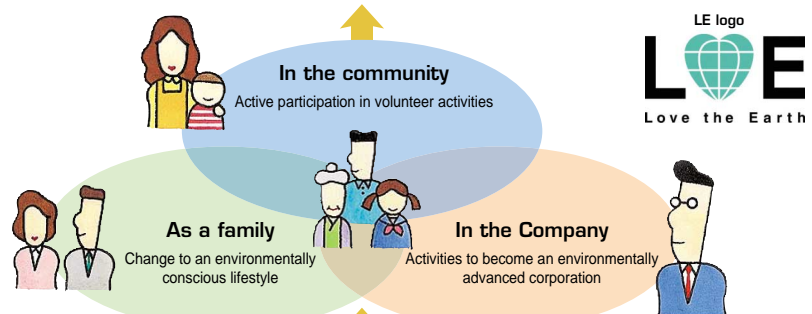 LE logo
L E
Love the Earth
In the community
Active participation in volunteer activities
As a family
Change to an environmentally
conscious lifestyle
In the Company
Activities to become an environmentally
advanced corporation